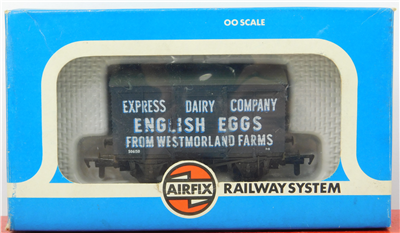 OO SCALE
EXPRESS DAIRY COMPANY
ENGLISH EGGS
FROM WESTMORLAND FARMS
AIRFIX RAILWAY SYSTEM